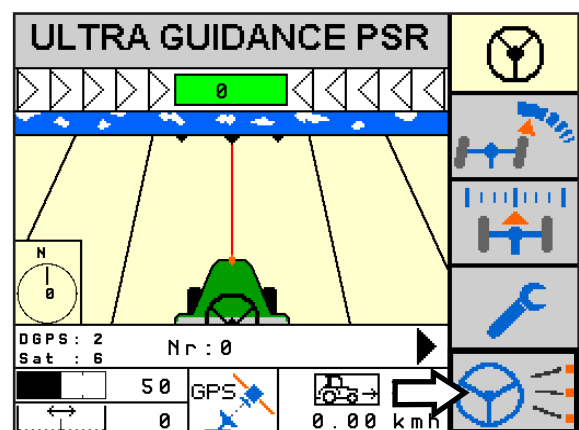 ULTRA GUIDANCE PSR
0
N
0
DGPS: 2
Sat : 6
Nr:0
50
GPS
0
0.00 kmh